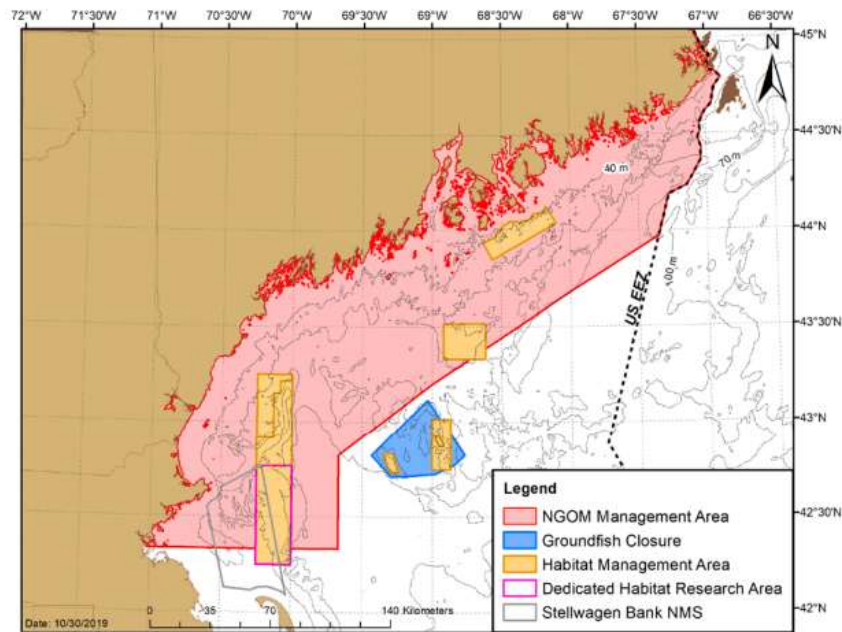 72°W 71°30'W 71°W 70°30'W 70°W 69°30'W 69°W 68°30'W 68°W 67°30'W 67°W 66°30'W
45°N
N
44°30'N
40 m
70 m
44°N
100 m
US EEZ
43°30'N
43°N
42°30'N
42°N
Legend
NGOM Management Area
Groundfish Closure
Habitat Management Area
Dedicated Habitat Research Area
Stellwagen Bank NMS
0 35 70 140 Kilometers
Date: 10/30/2019